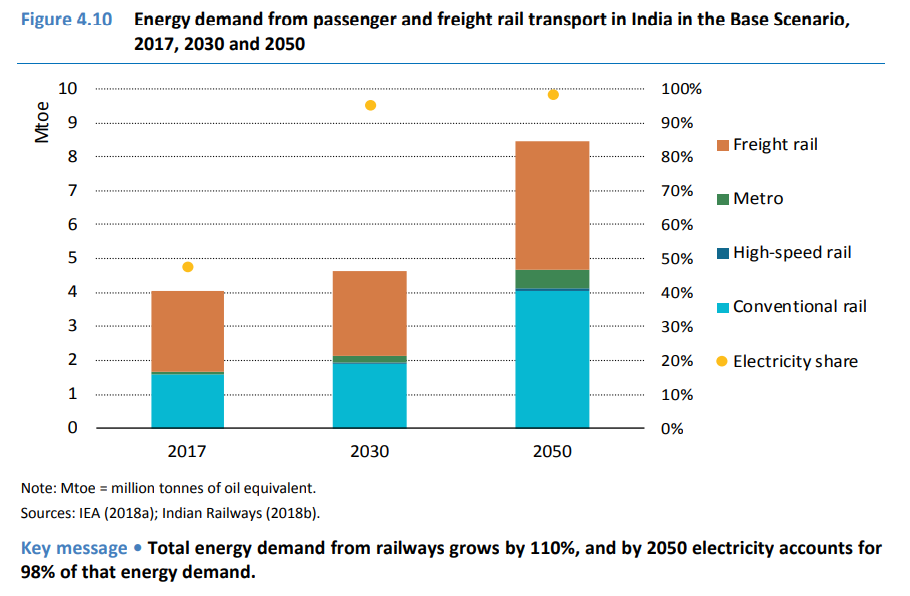 Figure 4.10 Energy demand from passenger and freight rail transport in India in the Base Scenario,
2017, 2030 and 2050
Mtoe
10
9
8
7
6
5
4
3
2
1
0
100%
90%
80%
70%
60%
50%
40%
30%
20%
10%
0%
2017 2030 2050
Freight rail
Metro
High-speed rail
Conventional rail
Electricity share
Note: Mtoe = million tonnes of oil equivalent.
Sources: IEA (2018a); Indian Railways (2018b).
Key message • Total energy demand from railways grows by 110%, and by 2050 electricity accounts for
98% of that energy demand.